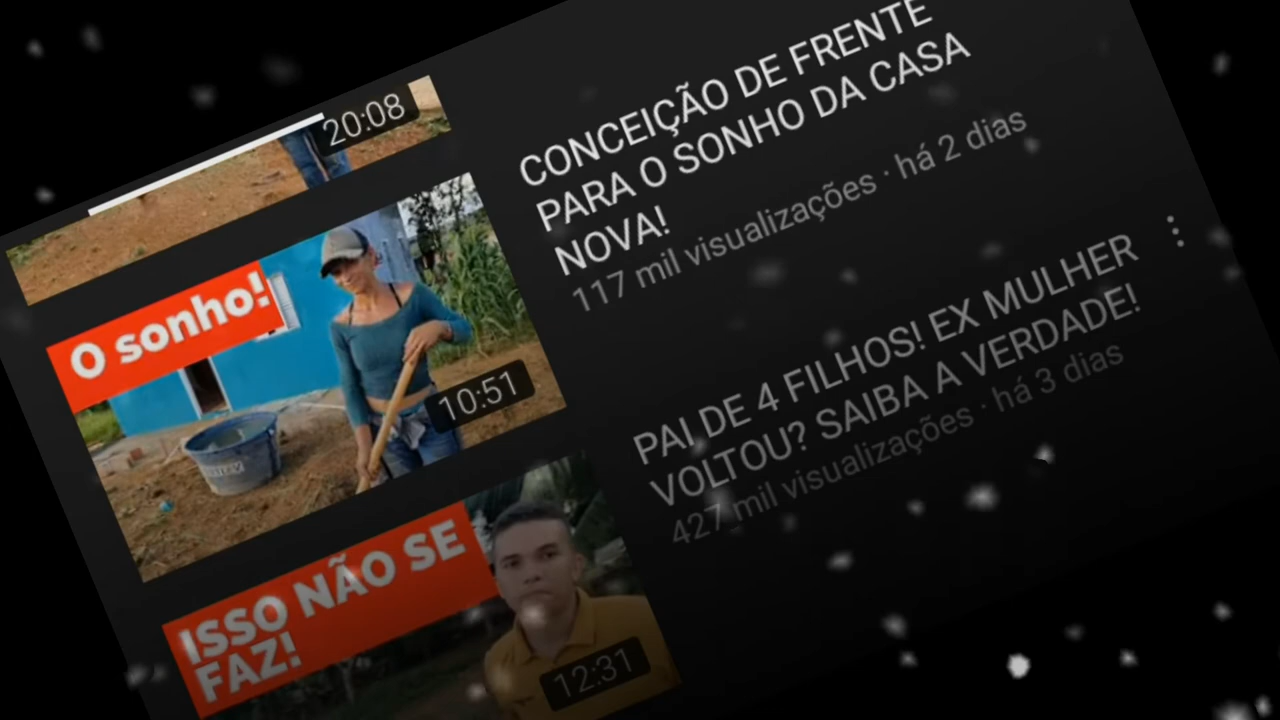 20:08
O sonho!
10:51
CONCEIÇÃO DE FRENTE
PARA O SONHO DA CASA
NOVA!
117 mil visualizações · há 2 dias
ISSO NÃO SE
FAZ!
12:31
PAI DE 4 FILHOS! EX MULHER
VOLTOU? SAIBA A VERDADE!
427 mil visualizações · há 3 dias